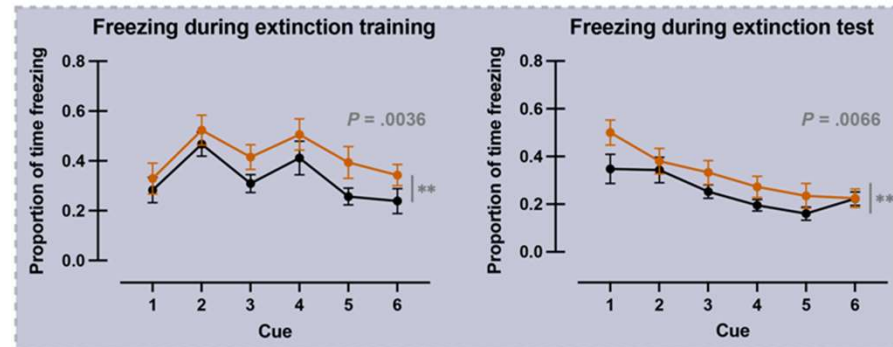 Freezing during extinction training
Proportion of time freezing
0.8
0.6
0.4
0.2
0.0
P = .0036
**
1 2 3 4 5 6
Cue
Freezing during extinction test
Proportion of time freezing
0.8
0.6
0.4
0.2
0.0
P = .0066
**
1 2 3 4 5 6
Cue